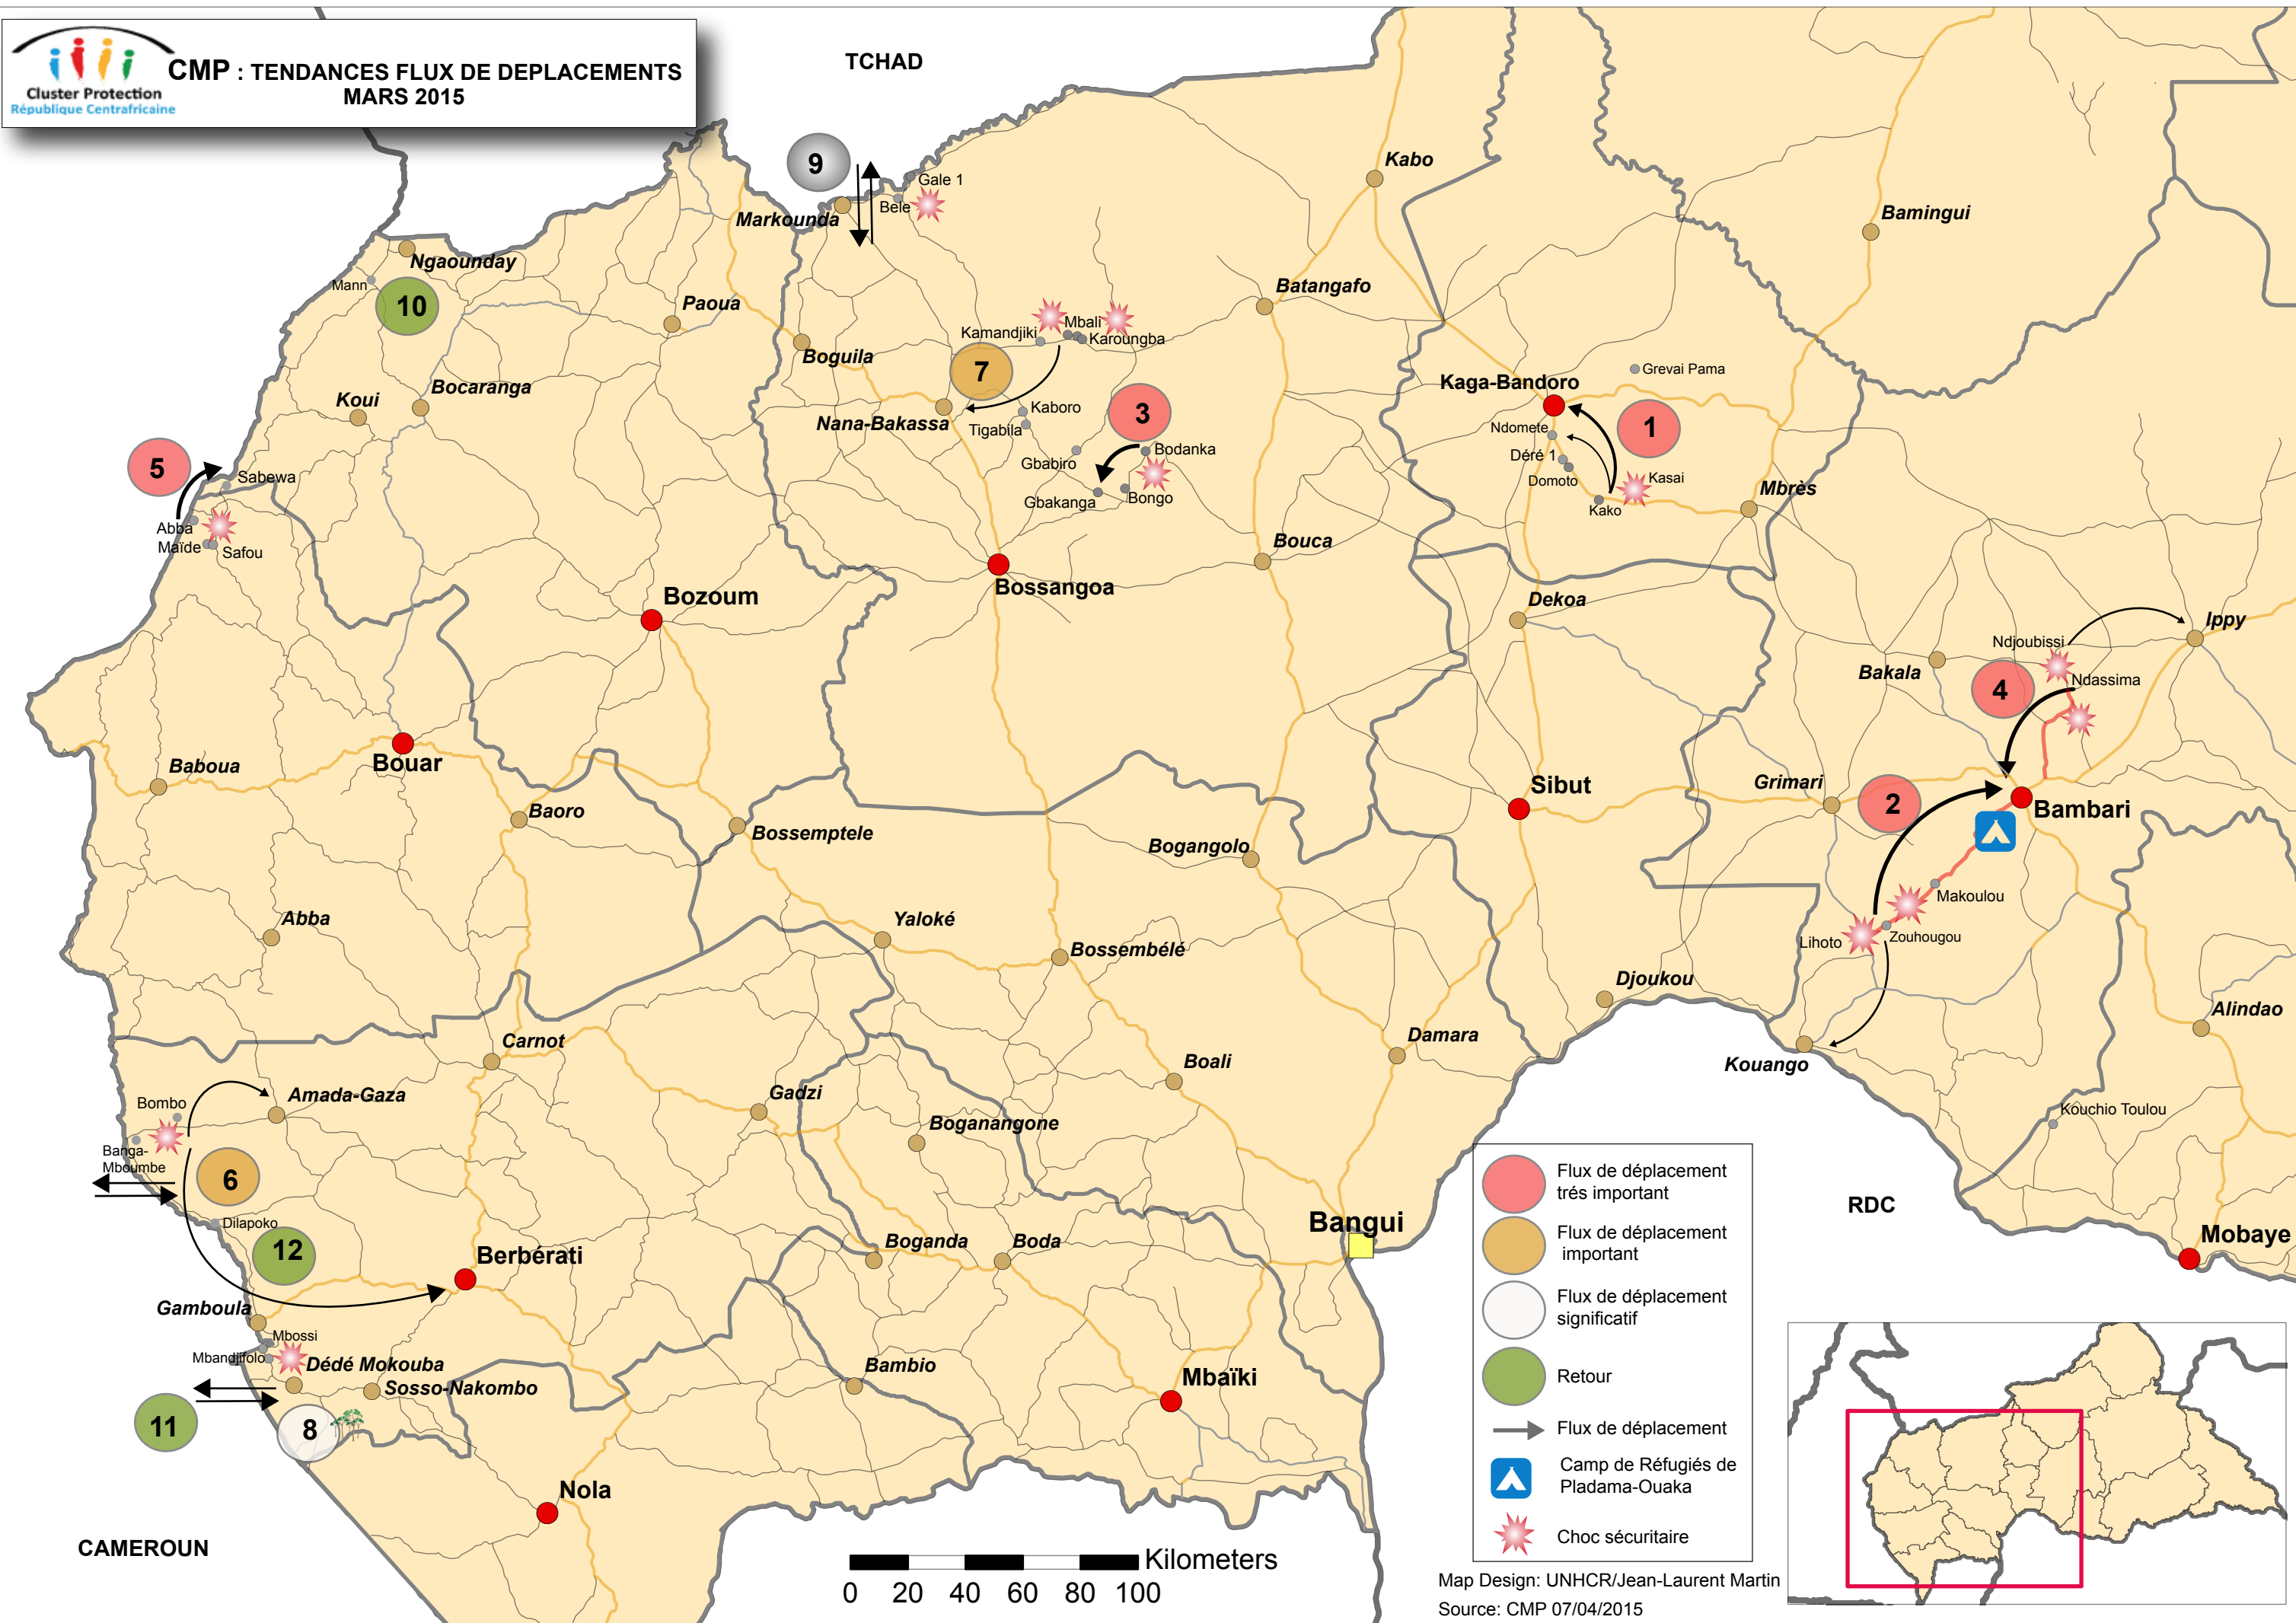 Cluster Protection
République Centrafricaine
CMP : TENDANCES FLUX DE DEPLACEMENTS
MARS 2015
TCHAD
9
Gale 1
Bele
Markounda
Kabo
Bamingui
Ngaounday
Mann
10
Paoua
Batangafo
Kamandjiki
Mbali
Karoungba
Boguila
7
Grevai Pama
Kaga-Bandoro
Koui
Bocaranga
Nana-Bakassa
Kaboro
Tigabila
3
1
Ndomete
Bodanka
Gbabiro
Déré 1
Domoto
Kasai
Kako
Mbrès
Gbakanga
Bongo
5
Sabewa
Abba
Maïde
Safou
Bouca
Bossangoa
Bozoum
Dekoa
Ippy
Ndjoubissi
Bakala
4
Ndassima
Bouar
Baboua
Baoro
Bossemptele
Bogangolo
Sibut
Grimari
2
Bambari
Makoulou
Zouhougou
Lihoto
Abba
Yaloké
Bossembélé
Djoukou
Alindao
Damara
Kouango
Carnot
Boali
Gadzi
Boganangone
Kouchio Toulou
Bombo
Amada-Gaza
Banga-
Mboumbe
6
Dilapoko
12
Berbérati
Boganda
Boda
Bangui
RDC
Mobaye
Gamboula
Mbossi
Mbandjifolo
Dédé Mokouba
Sosso-Nakombo
Bambio
Mbaïki
11
8
Nola
CAMEROUN
Flux de déplacement
trés important
Flux de déplacement
important
Flux de déplacement
significatif
Retour
Flux de déplacement
Camp de Réfugiés de
Pladama-Ouaka
Choc sécuritaire
Kilometers
0 20 40 60 80 100
Map Design: UNHCR/Jean-Laurent Martin
Source: CMP 07/04/2015